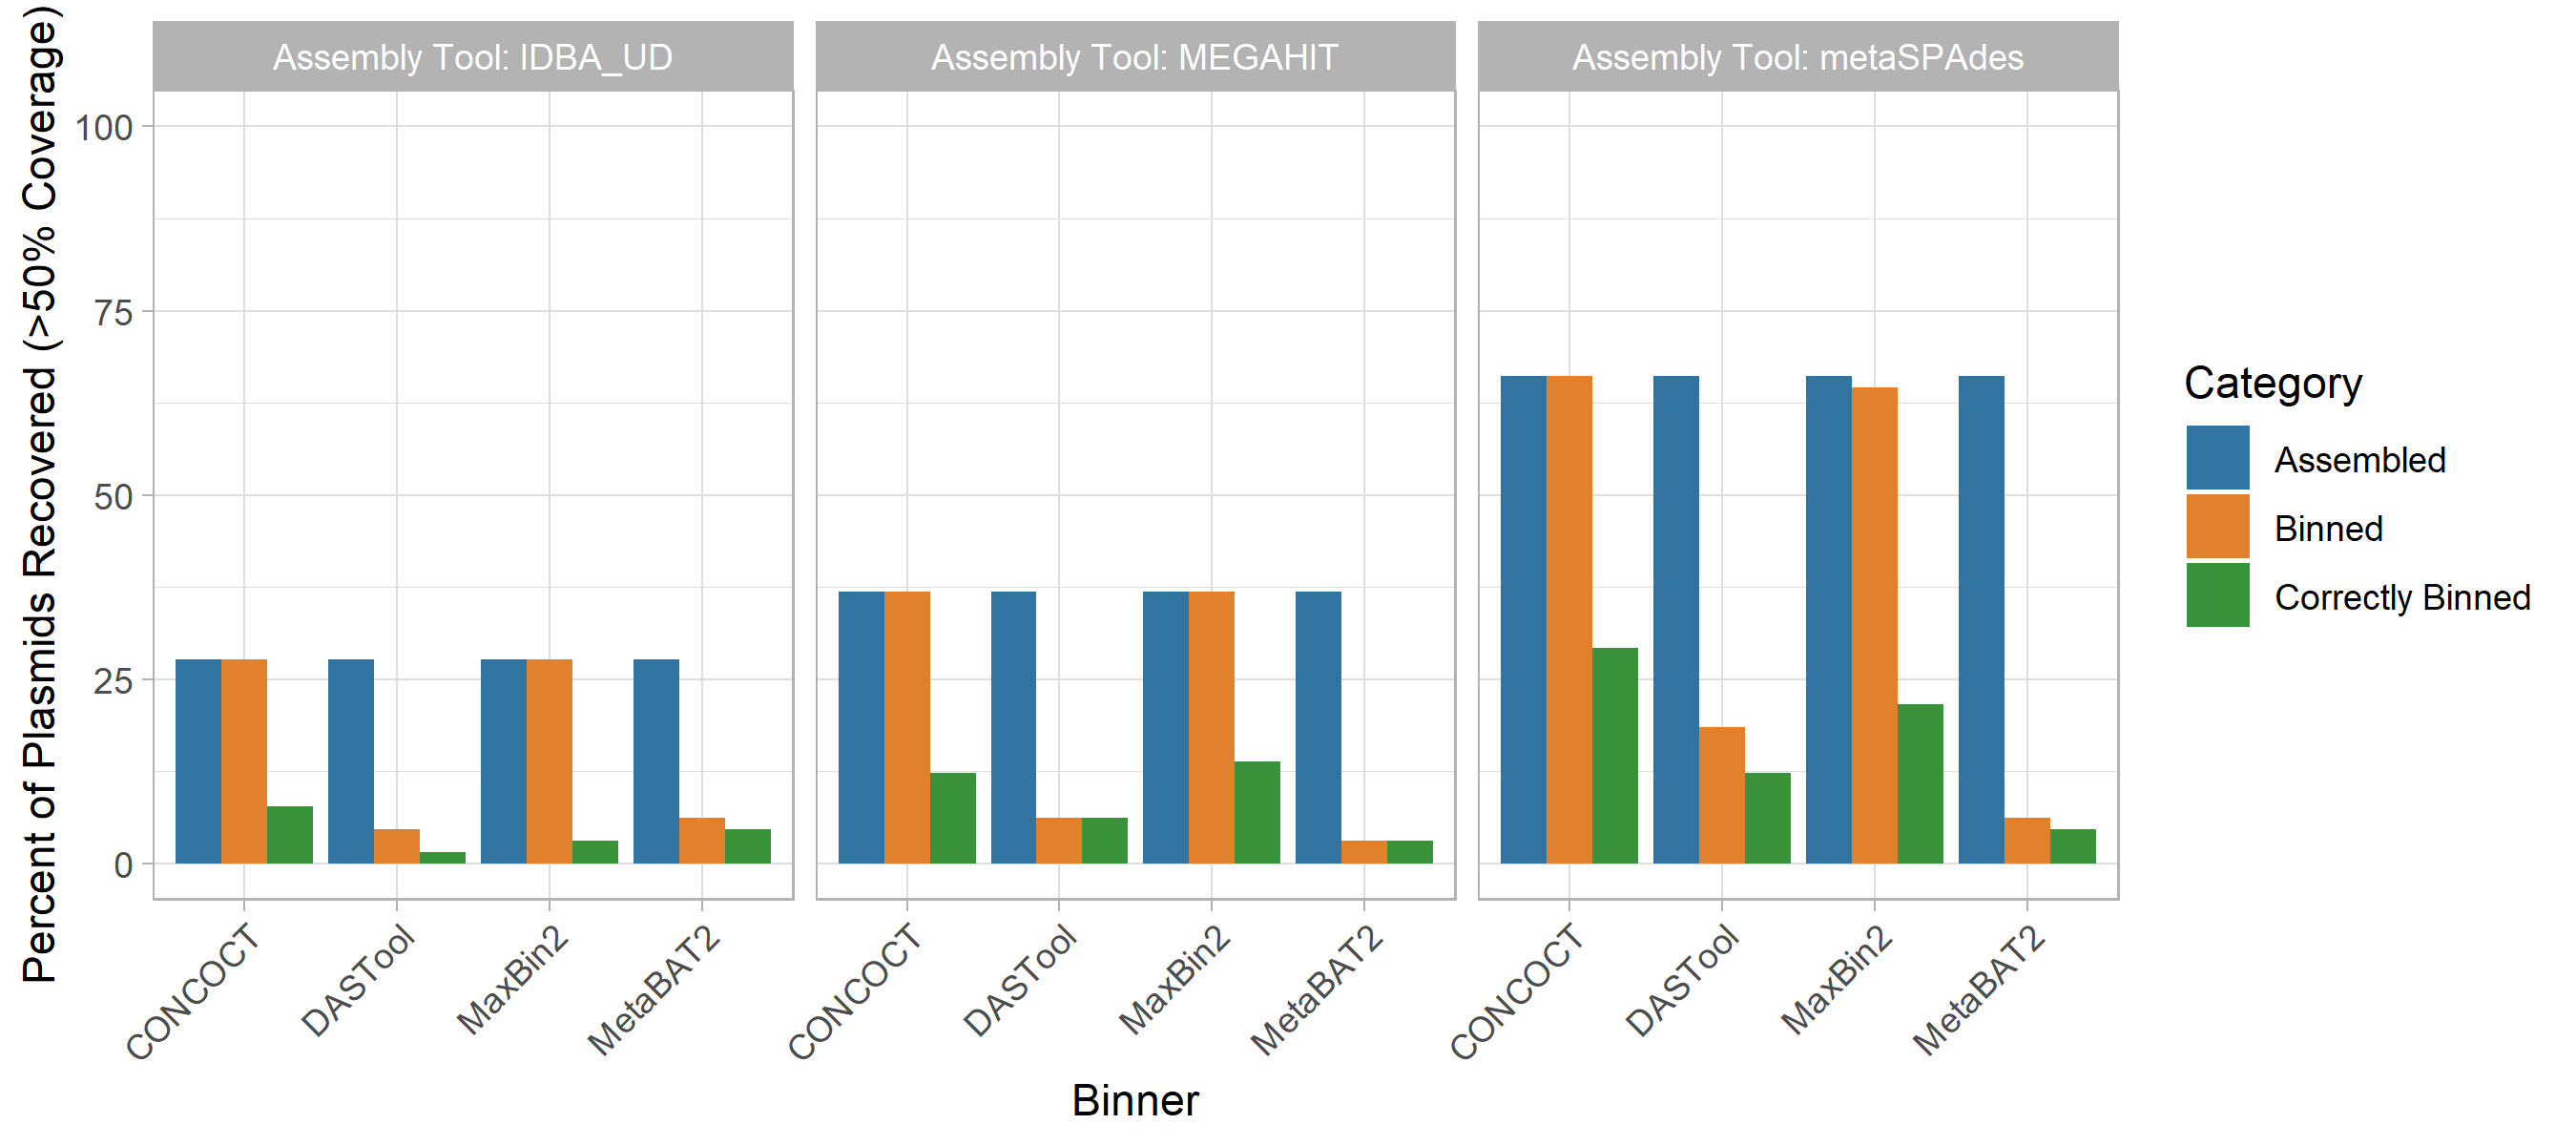 Percent of Plasmids Recovered (>50% Coverage)
Assembly Tool: IDBA_UD
Assembly Tool: MEGAHIT
Assembly Tool: metaSPAdes
100
75
50
25
0
CONCOCT
DASTool
MaxBin2
MetaBAT2
CONCOCT
DASTool
MaxBin2
MetaBAT2
CONCOCT
DASTool
MaxBin2
MetaBAT2
Binner
Category
Assembled
Binned
Correctly Binned